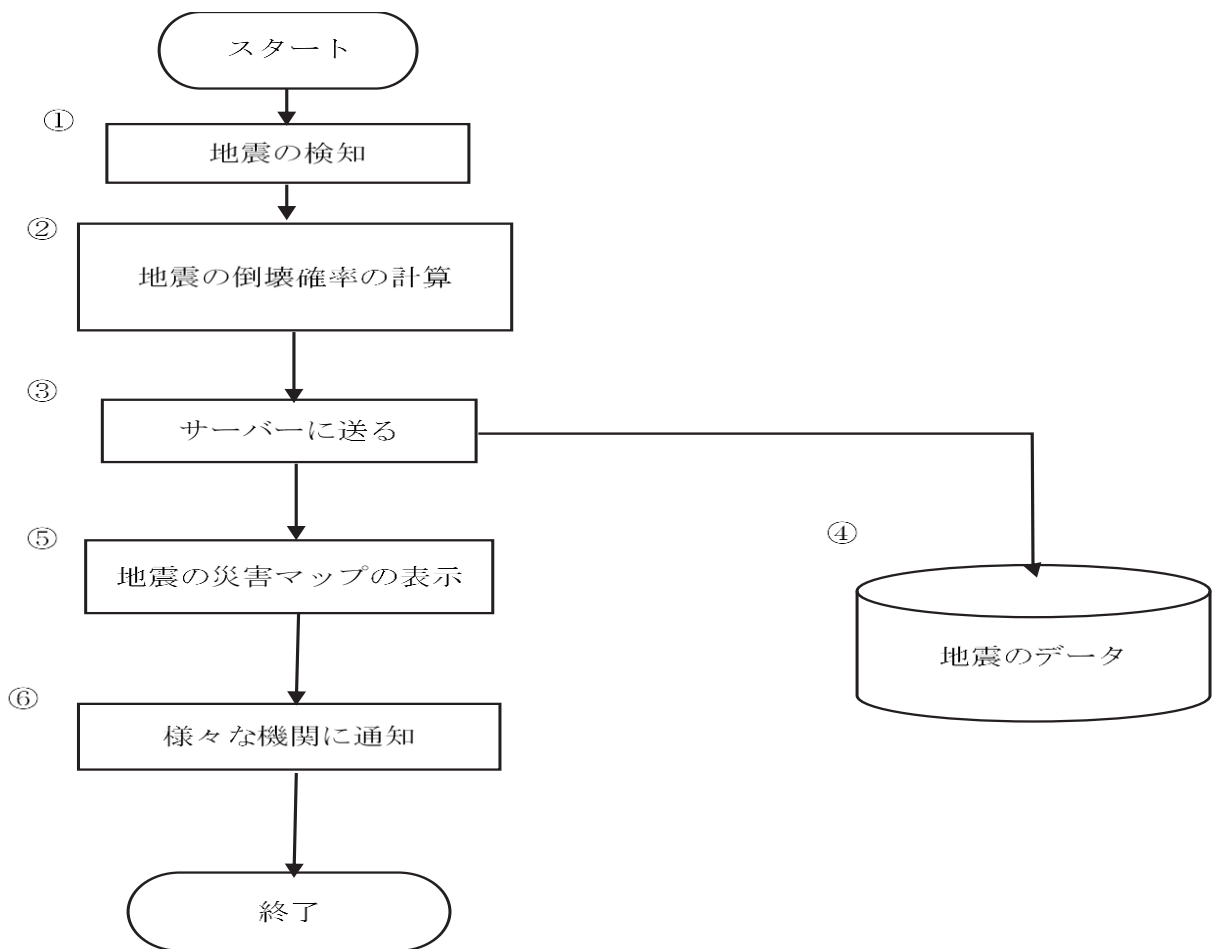 スタート
①
地震の検知
②
地震の倒壊確率の計算
③
サーバーに送る
④
地震のデータ
⑤
地震の災害マップの表示
⑥
様々な機関に通知
終了